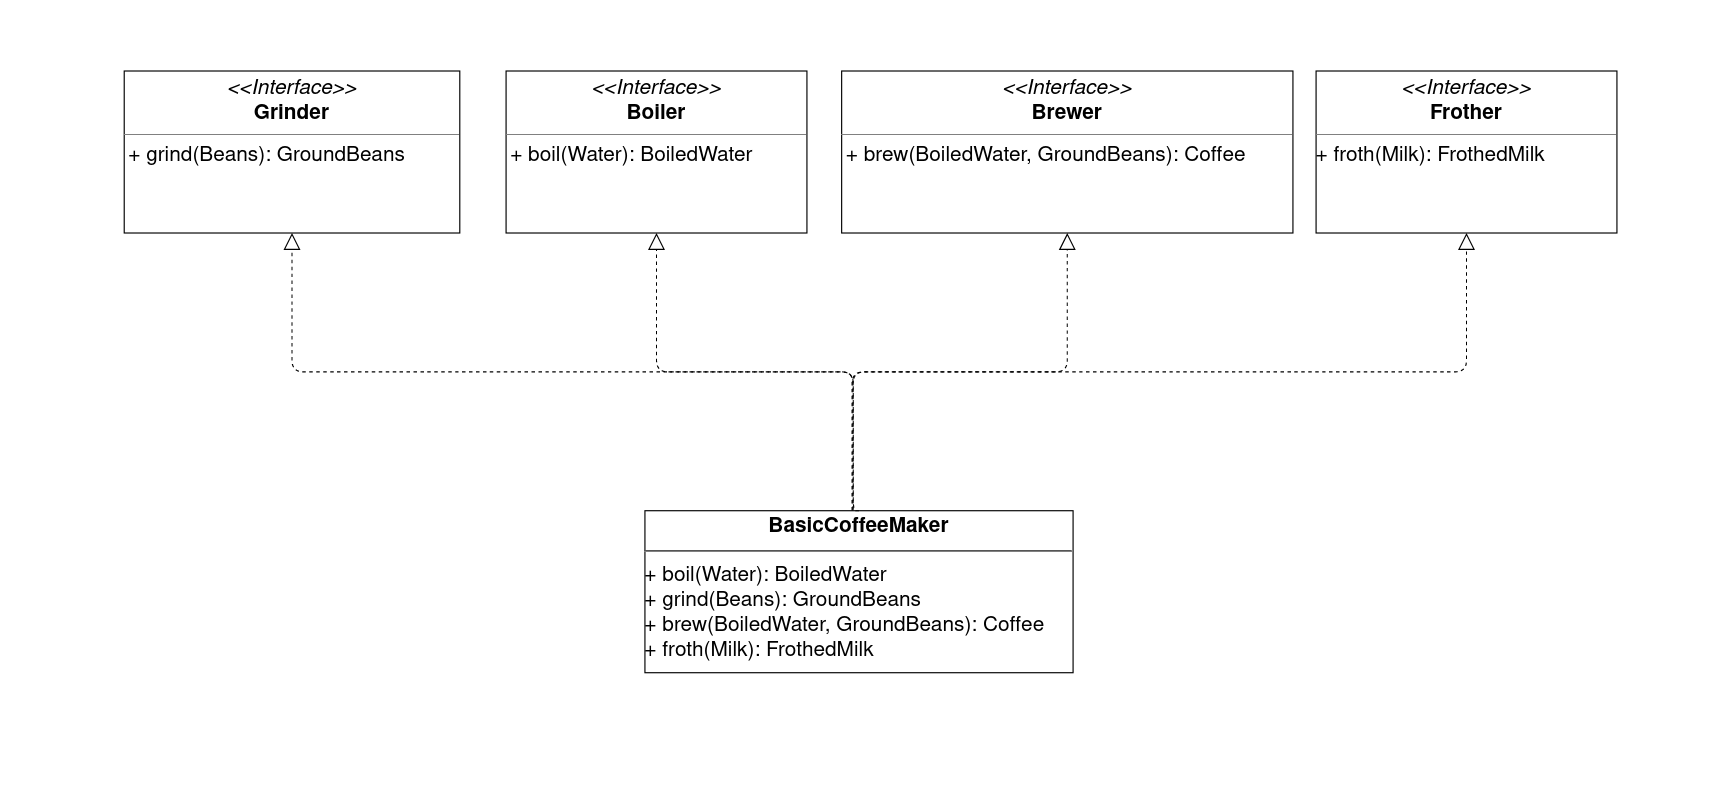 <<Interface>>
Grinder
+ grind(Beans): GroundBeans
<<Interface>>
Boiler
+ boil(Water): BoiledWater
<<Interface>>
Brewer
+ brew(BoiledWater, GroundBeans): Coffee
<<Interface>>
Frother
+ froth(Milk): FrothedMilk
BasicCoffeeMaker
+ boil(Water): BoiledWater
+ grind(Beans): GroundBeans
+ brew(BoiledWater, GroundBeans): Coffee
+ froth(Milk): FrothedMilk